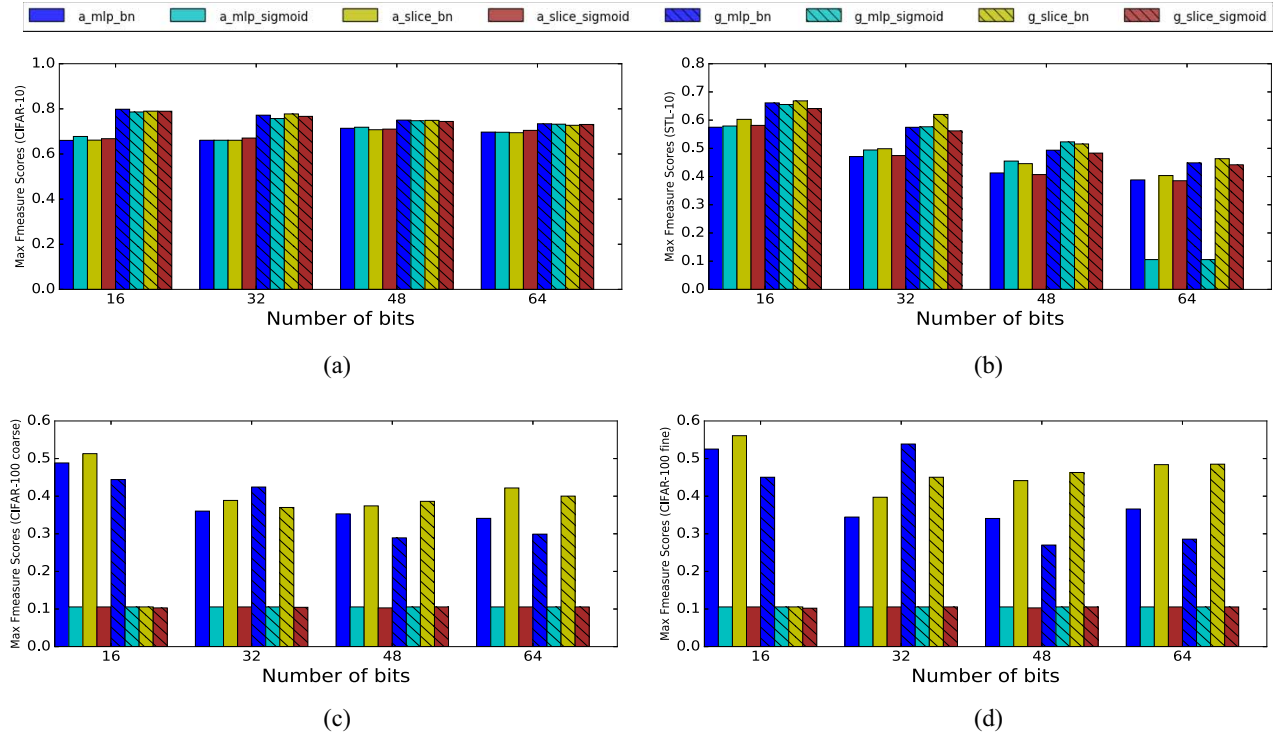 a_mlp_bn a_mlp_sigmoid a_slice_bn a_slice_sigmoid g_mlp_bn g_mlp_sigmoid g_slice_bn g_slice_sigmoid
Max Fmeasure Scores (CIFAR-10)
1.0
0.8
0.6
0.4
0.2
0.0
16 32 48 64
Number of bits
(a)
Max Fmeasure Scores (STL-10)
0.8
0.7
0.6
0.5
0.4
0.3
0.2
0.1
0.0
16 32 48 64
Number of bits
(b)
Max Fmeasure Scores (CIFAR-100 coarse)
0.6
0.5
0.4
0.3
0.2
0.1
0.0
16 32 48 64
Number of bits
(c)
Max Fmeasure Scores (CIFAR-100 fine)
0.6
0.5
0.4
0.3
0.2
0.1
0.0
16 32 48 64
Number of bits
(d)